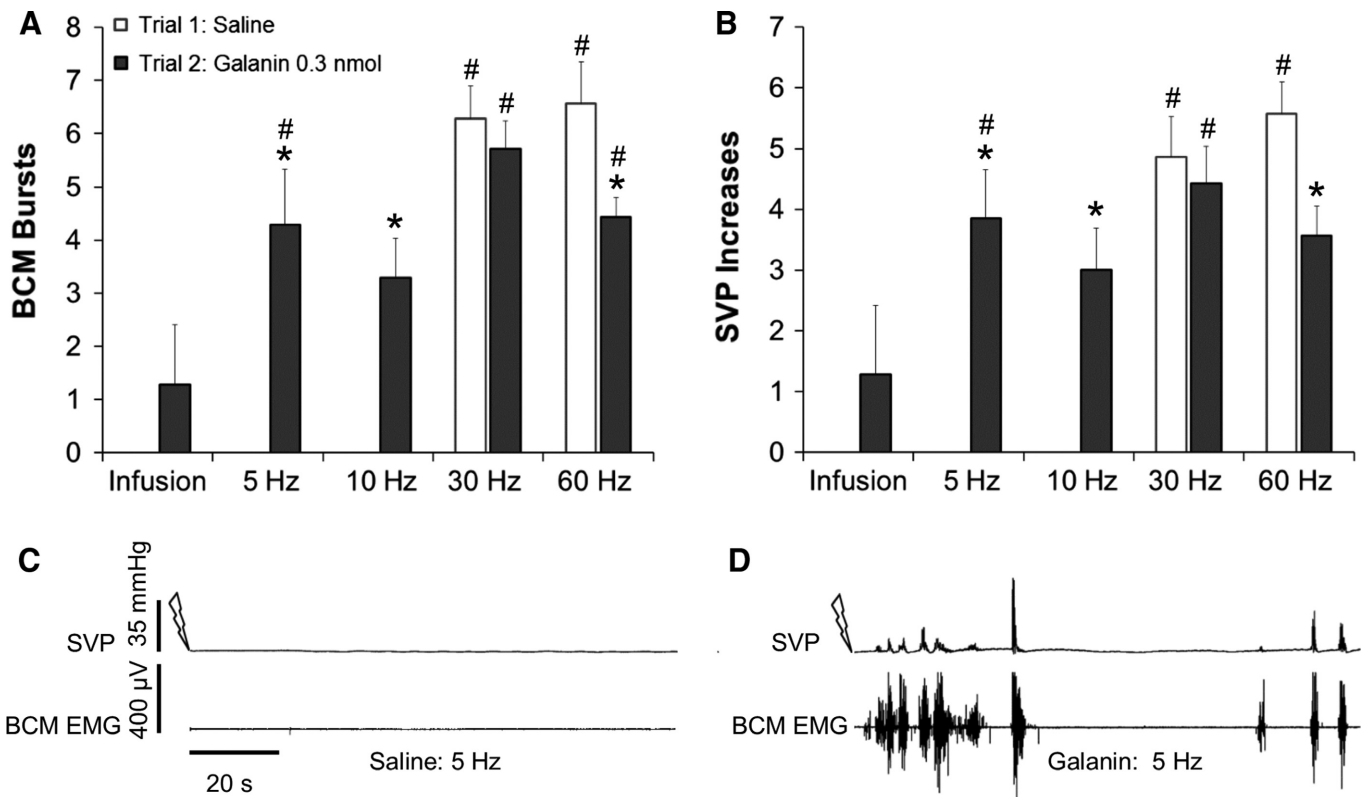 A
BCM Bursts
8
7
6
5
4
3
2
1
0
Trial 1: Saline
Trial 2: Galanin 0.3 nmol
#
*
*
#
#
#
#
*
Infusion 5 Hz 10 Hz 30 Hz 60 Hz
B
SVP Increases
7
6
5
4
3
2
1
0
#
*
*
#
#
#
*
Infusion 5 Hz 10 Hz 30 Hz 60 Hz
C
35 mmHg
SVP
400 µV
BCM EMG
20 s
Saline: 5 Hz
D
SVP
BCM EMG
Galanin: 5 Hz